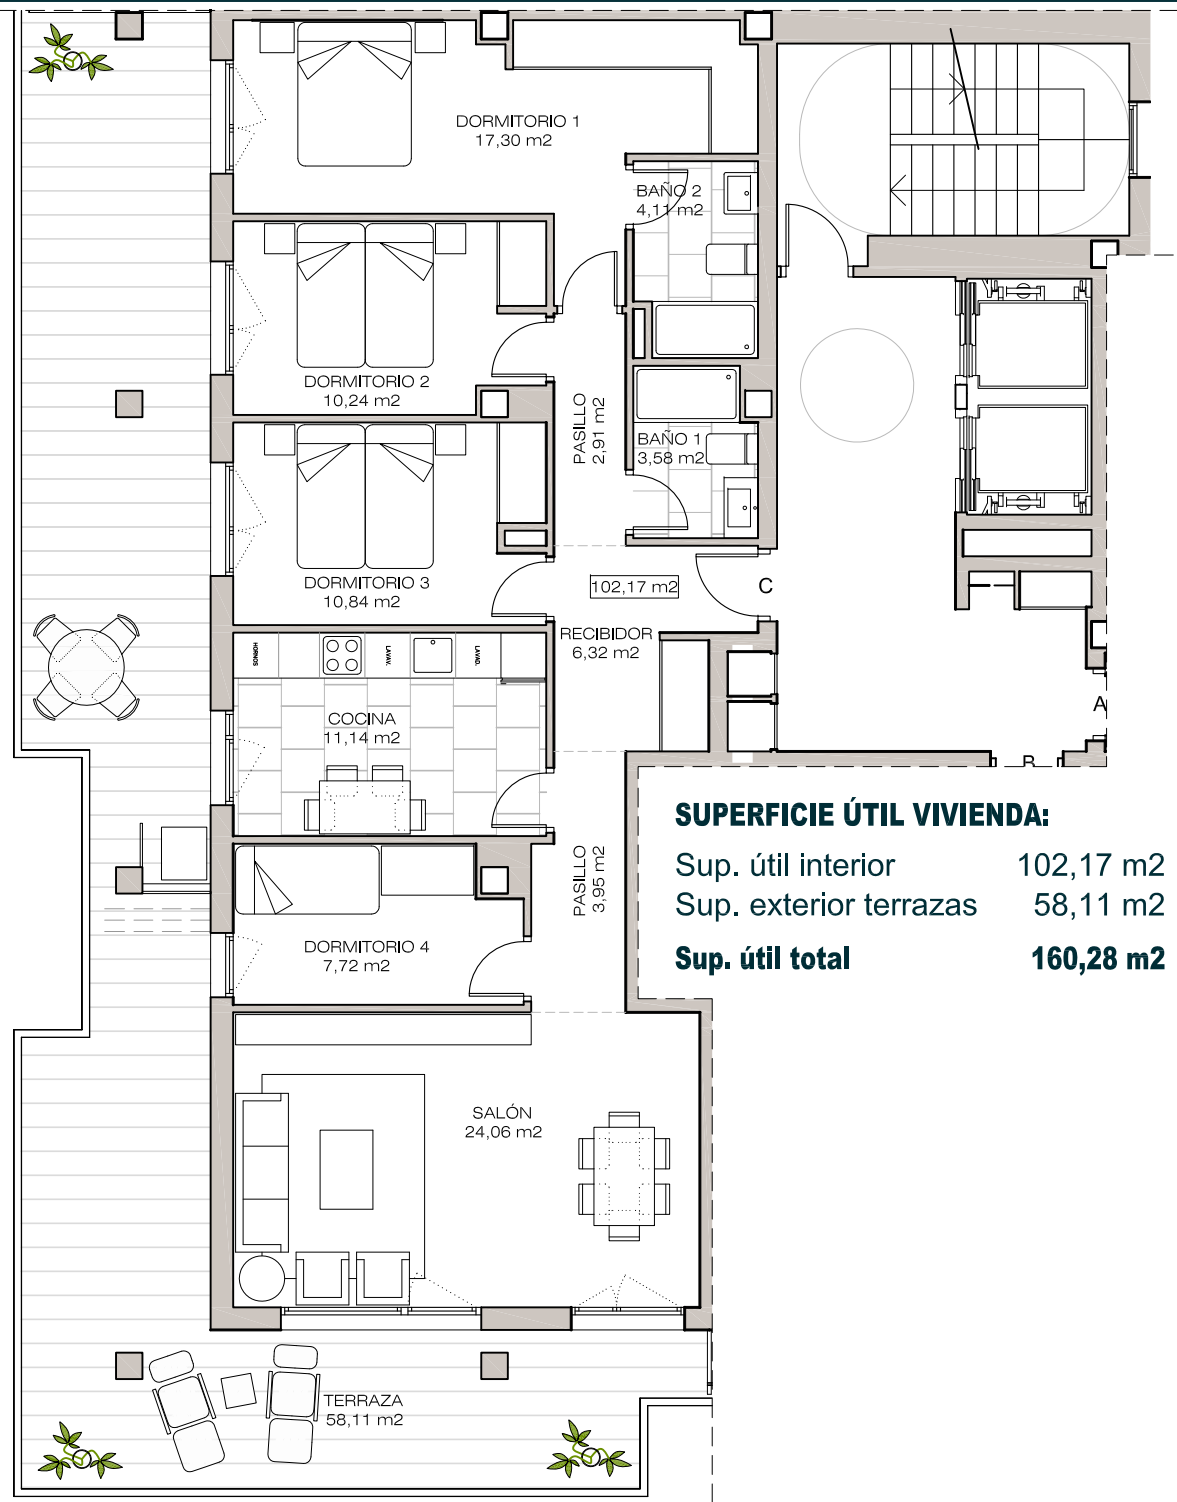 DORMITORIO 1
17,30 m2
BAÑO 2
4,11 m2
DORMITORIO 2
10,24 m2
PASILLO
2,91 m2
BAÑO 1
3,58 m2
DORMITORIO 3
10,84 m2
102,17 m2
C
RECIBIDOR
6,32 m2
HORNOS
LAVAV.
LAVAD.
COCINA
11,14 m2
A
B
SUPERFICIE ÚTIL VIVIENDA:
Sup. útil interior 102,17 m2
Sup. exterior terrazas 58,11 m2
Sup. útil total 160,28 m2
PASILLO
3,95 m2
DORMITORIO 4
7,72 m2
SALÓN
24,06 m2
TERRAZA
58,11 m2